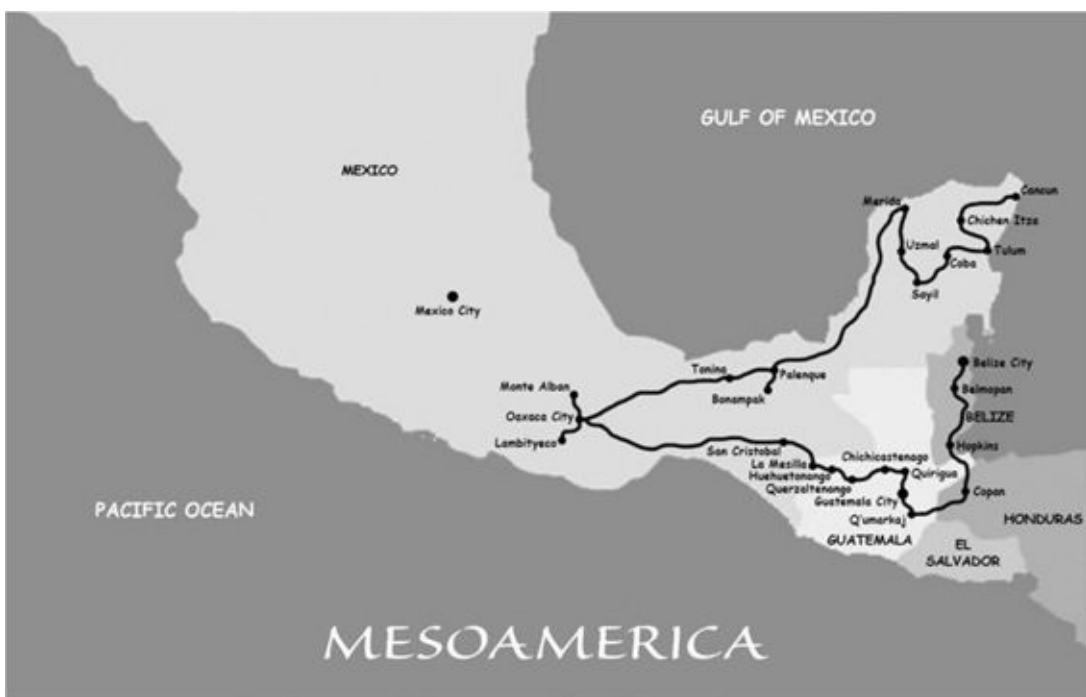 GULF OF MEXICO
MEXICO
Cancun
Merida
Chichen Itza
Uzmal
Tulum
Coba
Sayil
Mexico City
Belize City
Tonina
Palenque
Monte Alban
Belmopan
Bonampak
Oaxaca City
BELIZE
Lambityeco
San Cristobal
Hopkins
Chichicastenago
La Mesilla
Huehuetonango
Quirigua
Querzaltenango
Copan
Guatemala City
PACIFIC OCEAN
Q'umarkaj
HONDURAS
GUATEMALA
EL
SALVADOR
MESOAMERICA